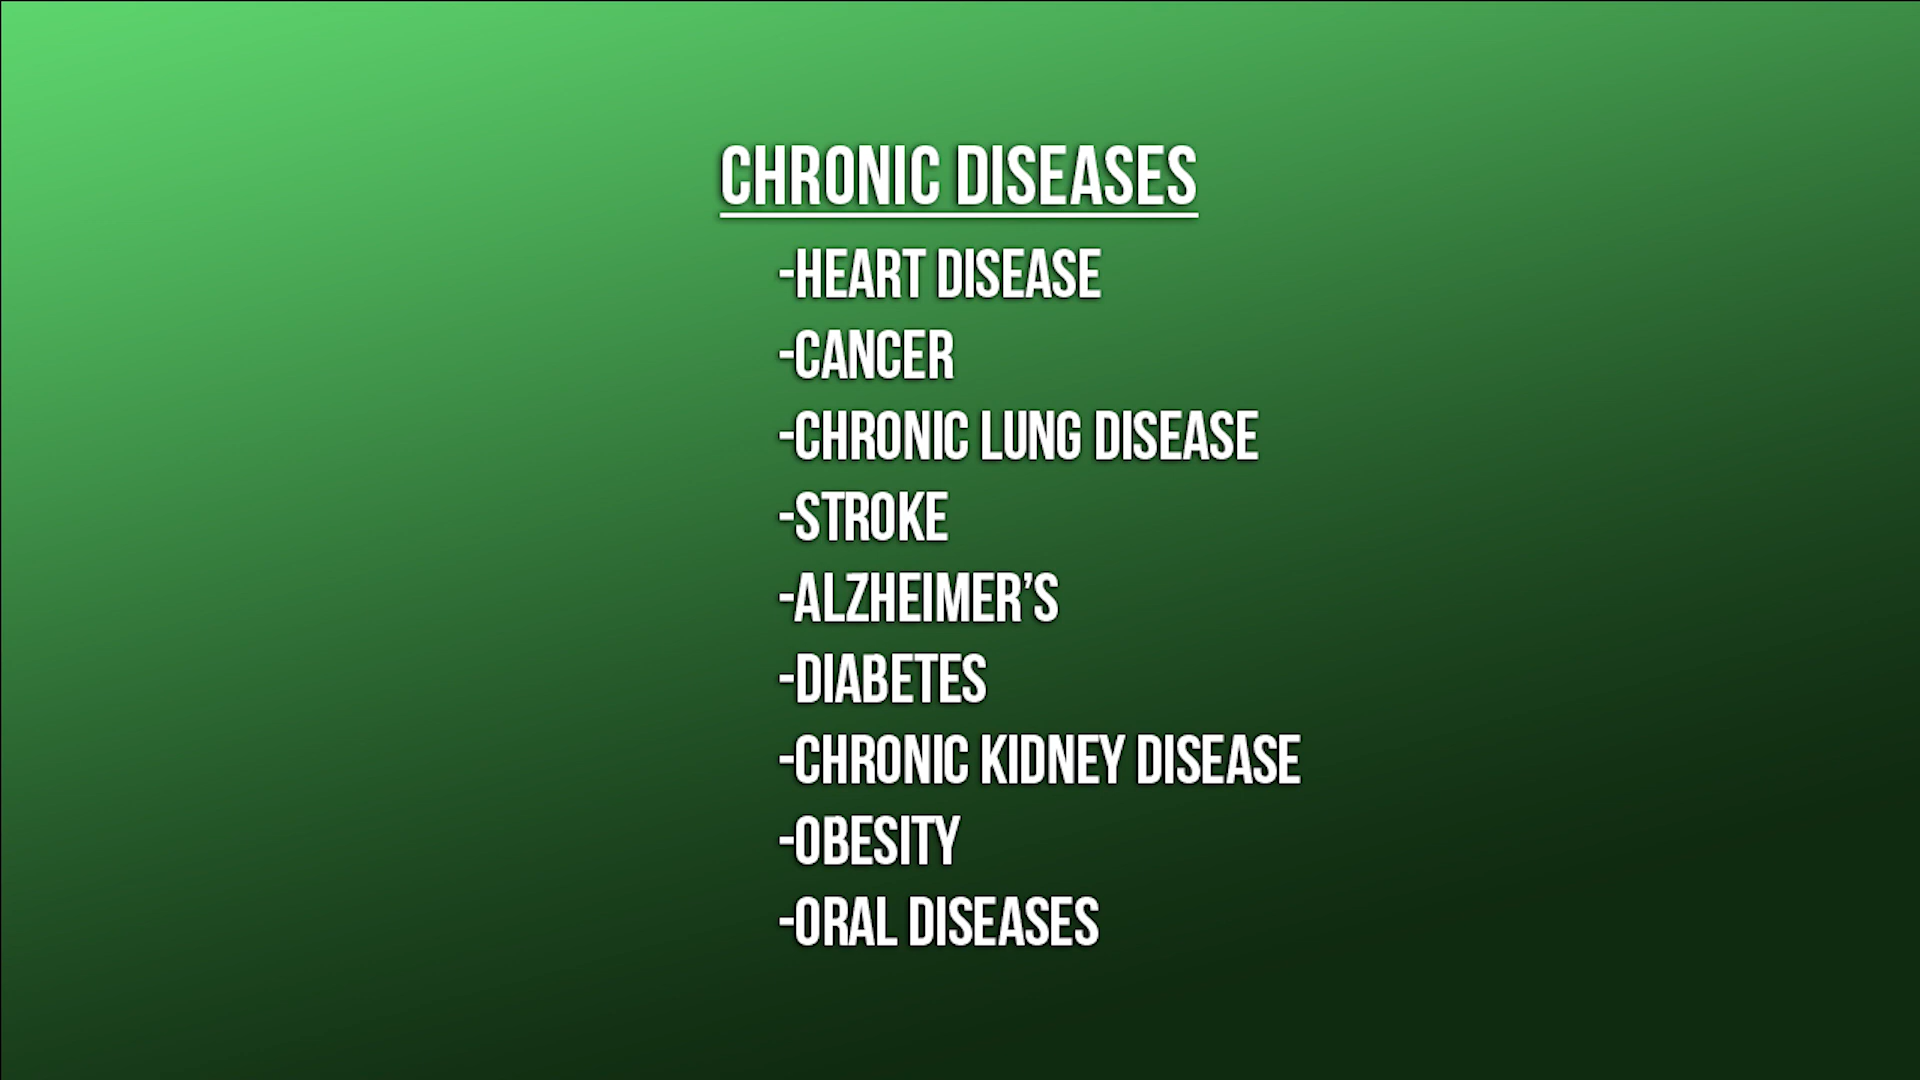 CHRONIC DISEASES
-HEART DISEASE
-CANCER
-CHRONIC LUNG DISEASE
-STROKE
-ALZHEIMER’S
-DIABETES
-CHRONIC KIDNEY DISEASE
-OBESITY
-ORAL DISEASES